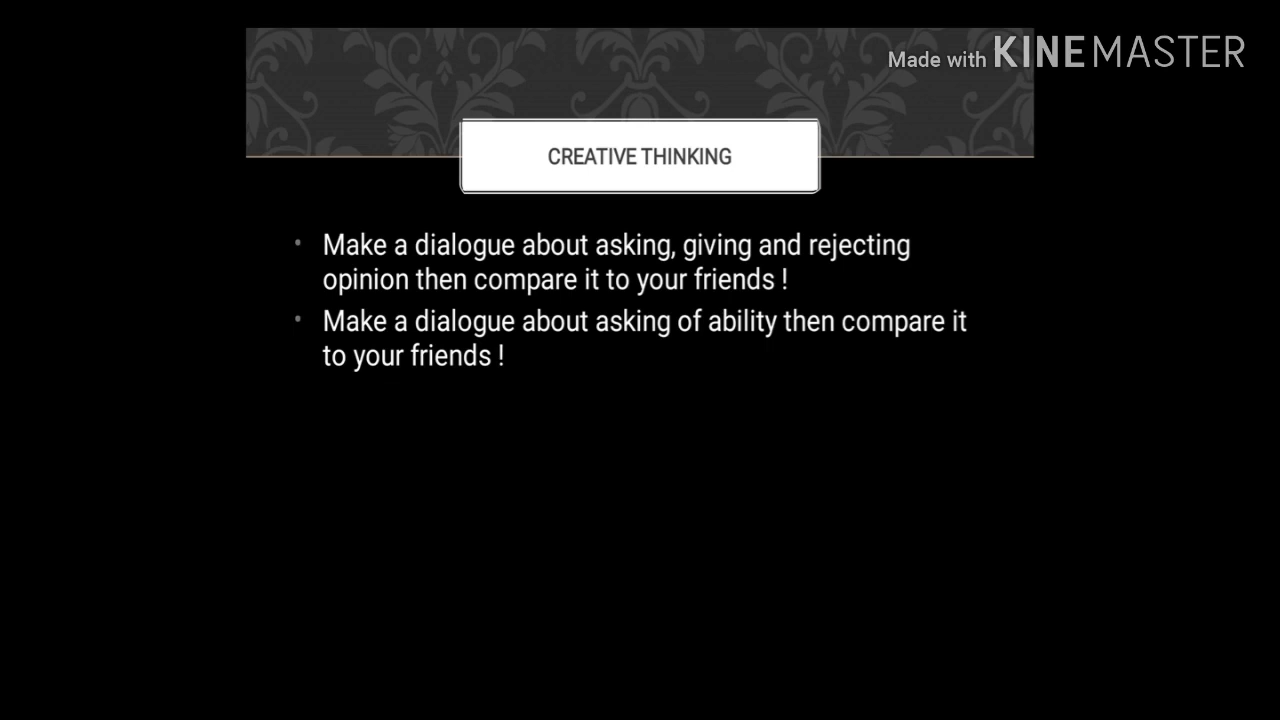 Made with KINEMASTER
CREATIVE THINKING
• Make a dialogue about asking, giving and rejecting
opinion then compare it to your friends !
• Make a dialogue about asking of ability then compare it
to your friends !